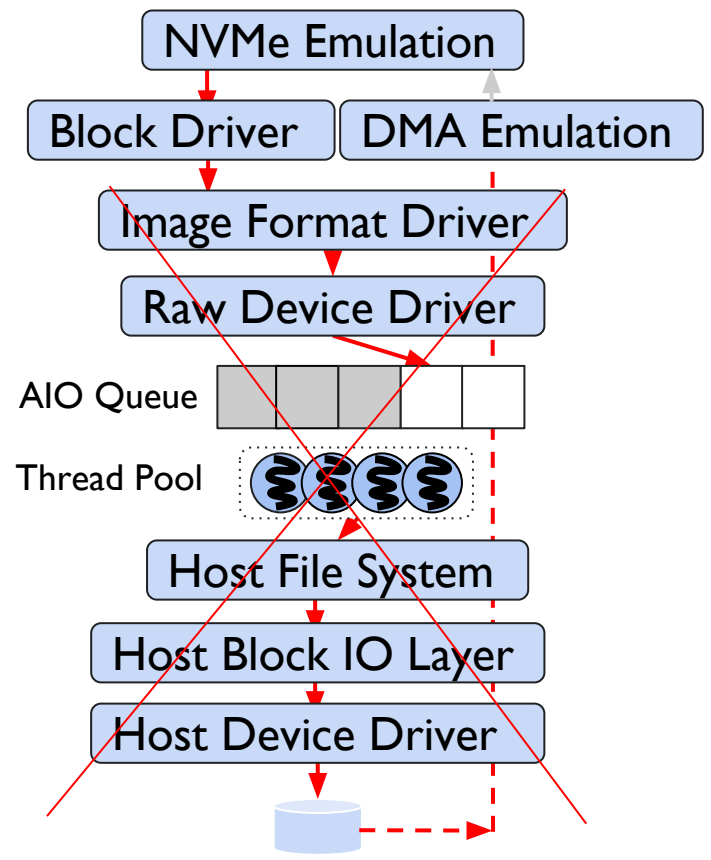 NVMe Emulation
Block Driver
DMA Emulation
Image Format Driver
Raw Device Driver
AIO Queue
Thread Pool
Host File System
Host Block IO Layer
Host Device Driver